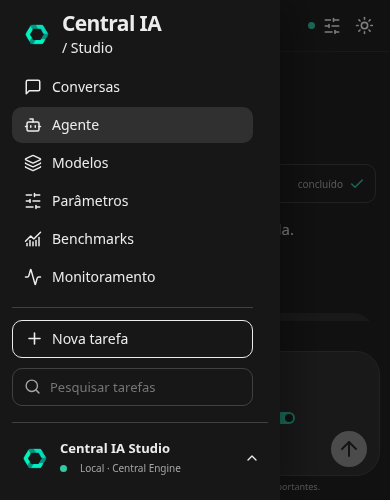 Central IA
/ Studio
Conversas
Agente
Modelos
Parâmetros
Benchmarks
Monitoramento
concluído
Nova tarefa
Pesquisar tarefas
Central IA Studio
Local · Central Engine